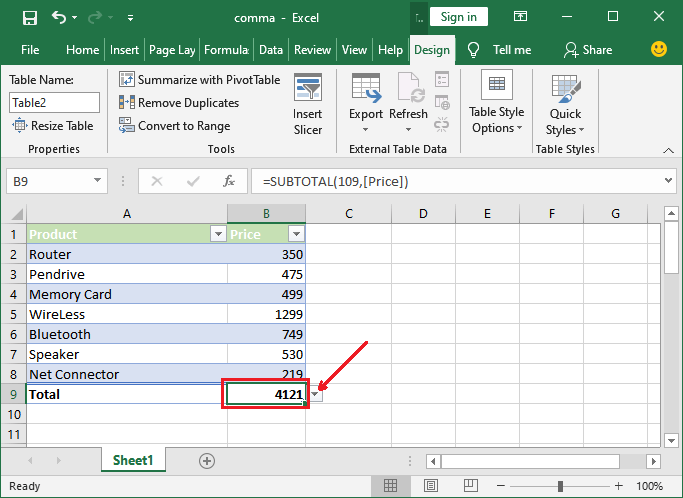 comma - Excel
Sign in
File Home Insert Page Lay Formula: Data Review View Help Design Tell me Share
Table Name:
Table2
Resize Table
Properties
Summarize with PivotTable
Remove Duplicates
Convert to Range
Tools
Insert
Slicer
Export Refresh
External Table Data
Table Style
Options
Quick
Styles
Table Styles
B9 fx =SUBTOTAL(109,[Price])
A B C D E F G
1 Product Price
2 Router 350
3 Pendrive 475
4 Memory Card 499
5 WireLess 1299
6 Bluetooth 749
7 Speaker 530
8 Net Connector 219
9 Total 4121
10
11
Sheet1
Ready 100%